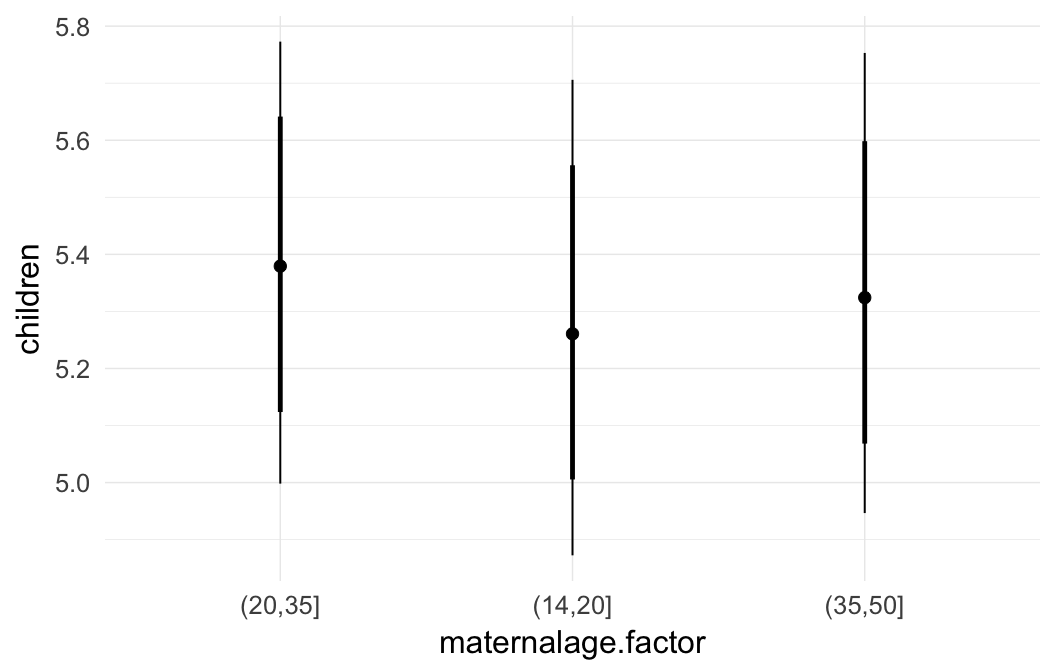 5.8
5.6
5.4
5.2
5.0
children
(20,35] (14,20] (35,50]
maternalage.factor